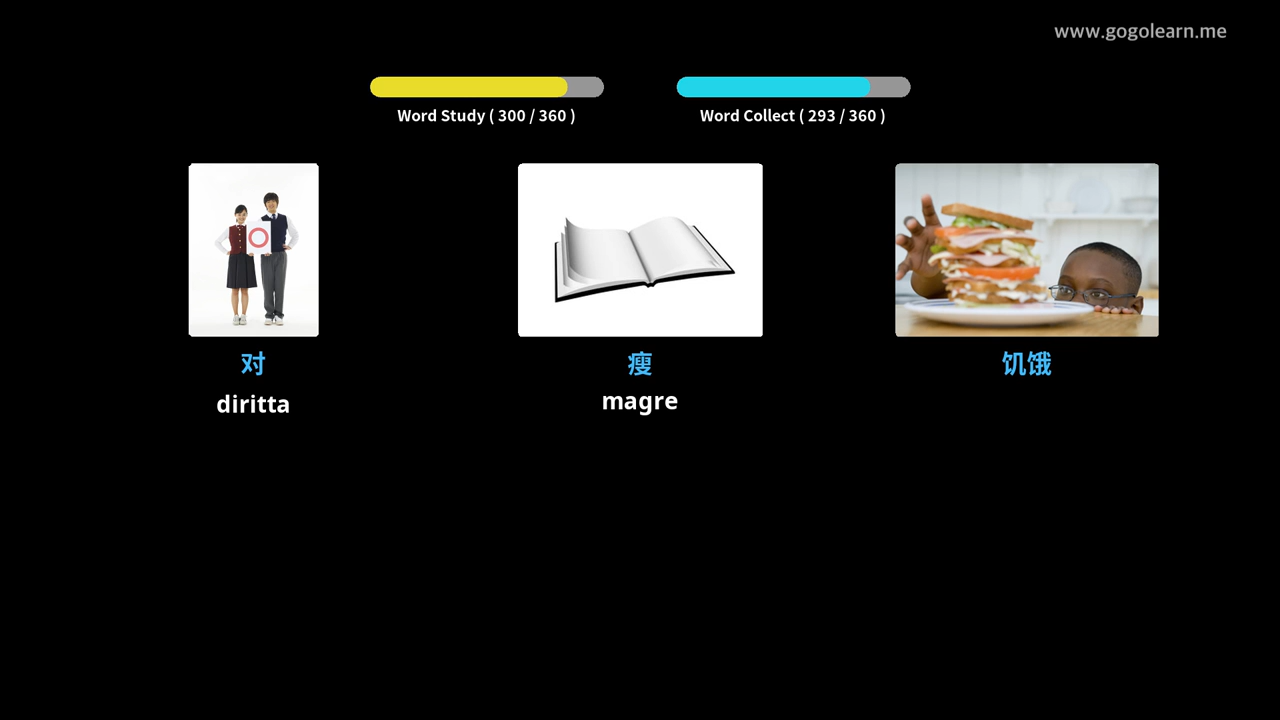 www.gogolearn.me
Word Study ( 300 / 360 )
Word Collect ( 293 / 360 )
对
瘦
饥饿
diritta
magre